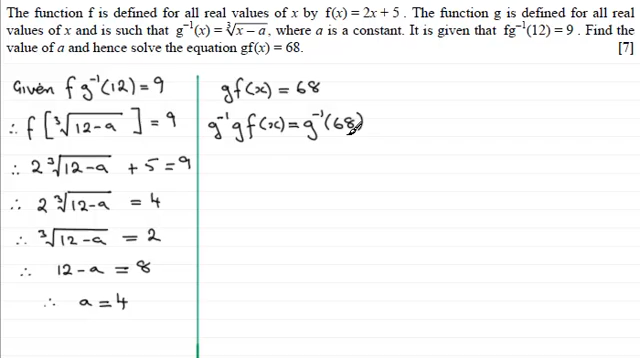 The function f is defined for all real values of x by f(x) = 2x + 5. The function g is defined for all real
values of x and is such that g⁻¹(x) = ∛(x − a), where a is a constant. It is given that fg⁻¹(12) = 9. Find the
value of a and hence solve the equation gf(x) = 68. [7]
Given f g⁻¹(12) = 9
∴ f[∛(12−a)] = 9
∴ 2∛(12−a) + 5 = 9
∴ 2∛(12−a) = 4
∴ ∛(12−a) = 2
∴ 12−a = 8
∴ a = 4
gf(x) = 68
g⁻¹gf(x) = g⁻¹(68)